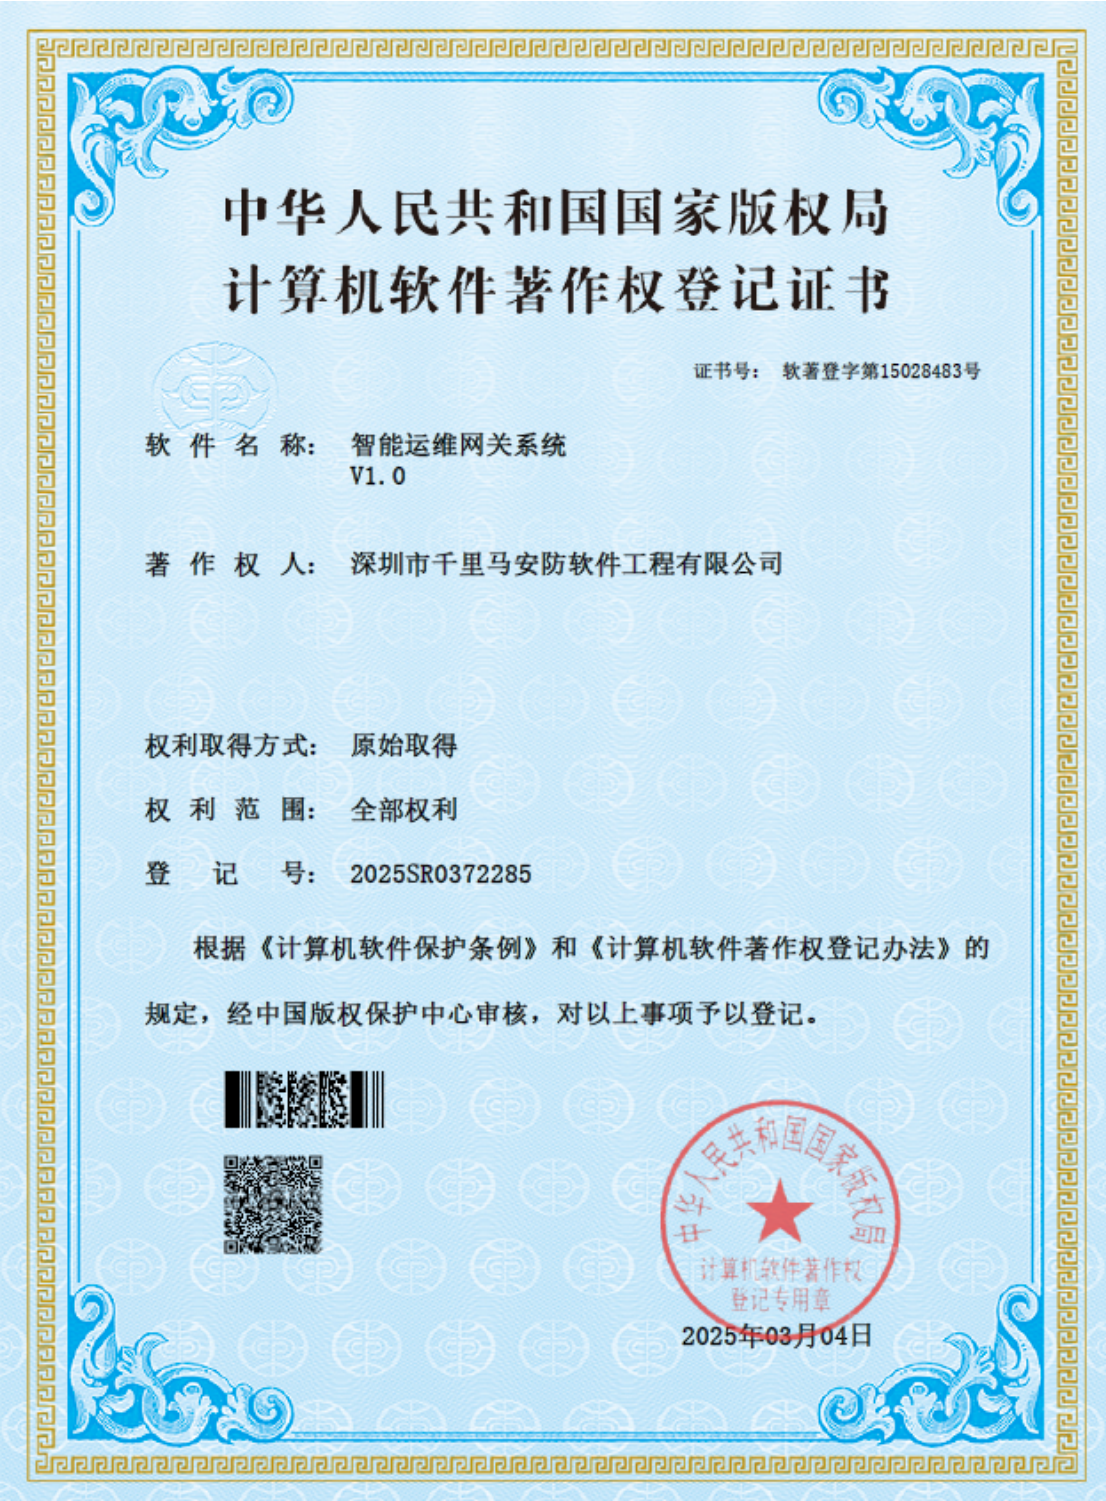 中华人民共和国国家版权局
计算机软件著作权登记证书
证书号： 软著登字第15028483号
软件名称： 智能运维网关系统
V1.0
著作权人： 深圳市千里马安防软件工程有限公司
权利取得方式： 原始取得
权利范围： 全部权利
登记号： 2025SR0372285
根据《计算机软件保护条例》和《计算机软件著作权登记办法》的
规定，经中国版权保护中心审核，对以上事项予以登记。
中华人民共和国国家版权局
计算机软件著作权
登记专用章
2025年03月04日